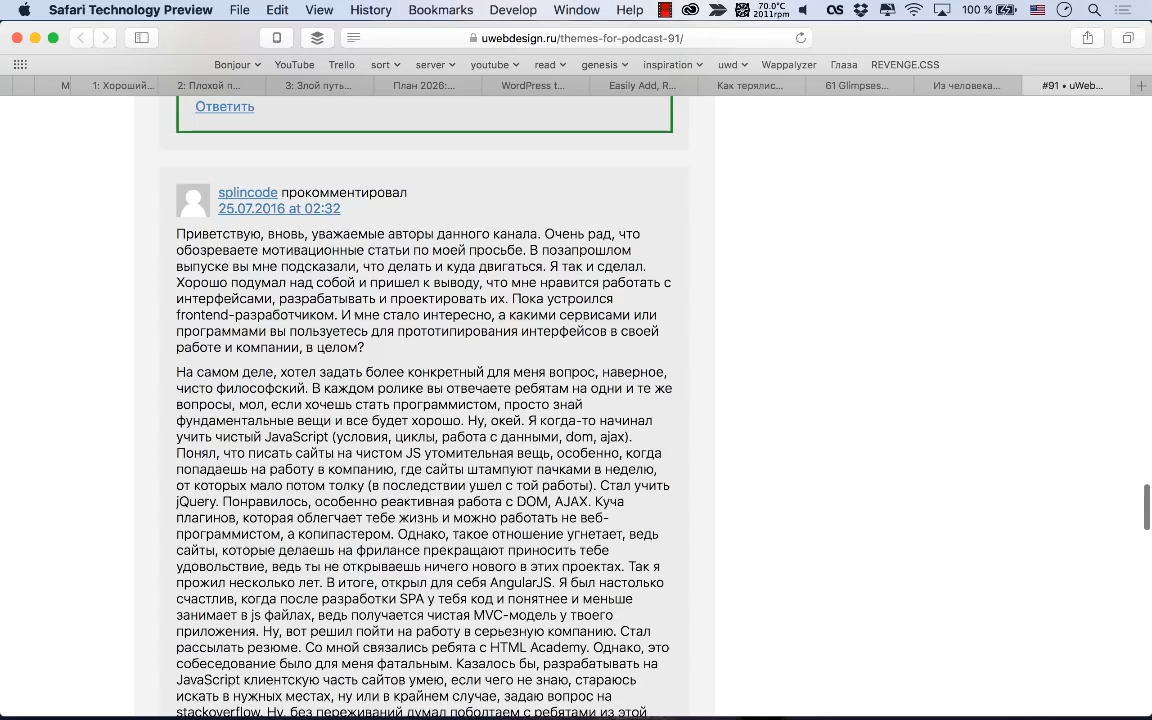 Safari Technology Preview File Edit View History Bookmarks Develop Window Help 70.0°C 2011rpm 100 %
uwebdesign.ru/themes-for-podcast-91/
Bonjour YouTube Trello sort server youtube read genesis inspiration uwd Wappalyzer Глаза REVENGE.CSS
М 1: Хороший... 2: Плохой п... 3: Злой путь... План 2026:... WordPress t... Easily Add, R... Как терялис... 61 Glimpses... Из человека... #91 • uWeb...
Ответить
splincode прокомментировал
25.07.2016 at 02:32
Приветствую, вновь, уважаемые авторы данного канала. Очень рад, что
обозреваете мотивационные статьи по моей просьбе. В позапрошлом
выпуске вы мне подсказали, что делать и куда двигаться. Я так и сделал.
Хорошо подумал над собой и пришел к выводу, что мне нравится работать с
интерфейсами, разрабатывать и проектировать их. Пока устроился
frontend-разработчиком. И мне стало интересно, а какими сервисами или
программами вы пользуетесь для прототипирования интерфейсов в своей
работе и компании, в целом?
На самом деле, хотел задать более конкретный для меня вопрос, наверное,
чисто философский. В каждом ролике вы отвечаете ребятам на одни и те же
вопросы, мол, если хочешь стать программистом, просто знай
фундаментальные вещи и все будет хорошо. Ну, окей. Я когда-то начинал
учить чистый JavaScript (условия, циклы, работа с данными, dom, ajax).
Понял, что писать сайты на чистом JS утомительная вещь, особенно, когда
попадаешь на работу в компанию, где сайты штампуют пачками в неделю,
от которых мало потом толку (в последствии ушел с той работы). Стал учить
jQuery. Понравилось, особенно реактивная работа с DOM, AJAX. Куча
плагинов, которая облегчает тебе жизнь и можно работать не веб-
программистом, а копипастером. Однако, такое отношение угнетает, ведь
сайты, которые делаешь на фрилансе прекращают приносить тебе
удовольствие, ведь ты не открываешь ничего нового в этих проектах. Так я
прожил несколько лет. В итоге, открыл для себя AngularJS. Я был настолько
счастлив, когда после разработки SPA у тебя код и понятнее и меньше
занимает в js файлах, ведь получается чистая MVC-модель у твоего
приложения. Ну, вот решил пойти на работу в серьезную компанию. Стал
рассылать резюме. Со мной связались ребята с HTML Academy. Однако, это
собеседование было для меня фатальным. Казалось бы, разрабатывать на
JavaScript клиентскую часть сайтов умею, если чего не знаю, стараюсь
искать в нужных местах, ну или в крайнем случае, задаю вопрос на
stackoverflow. Ну, без переживаний думал поболтаем с ребятами из этой